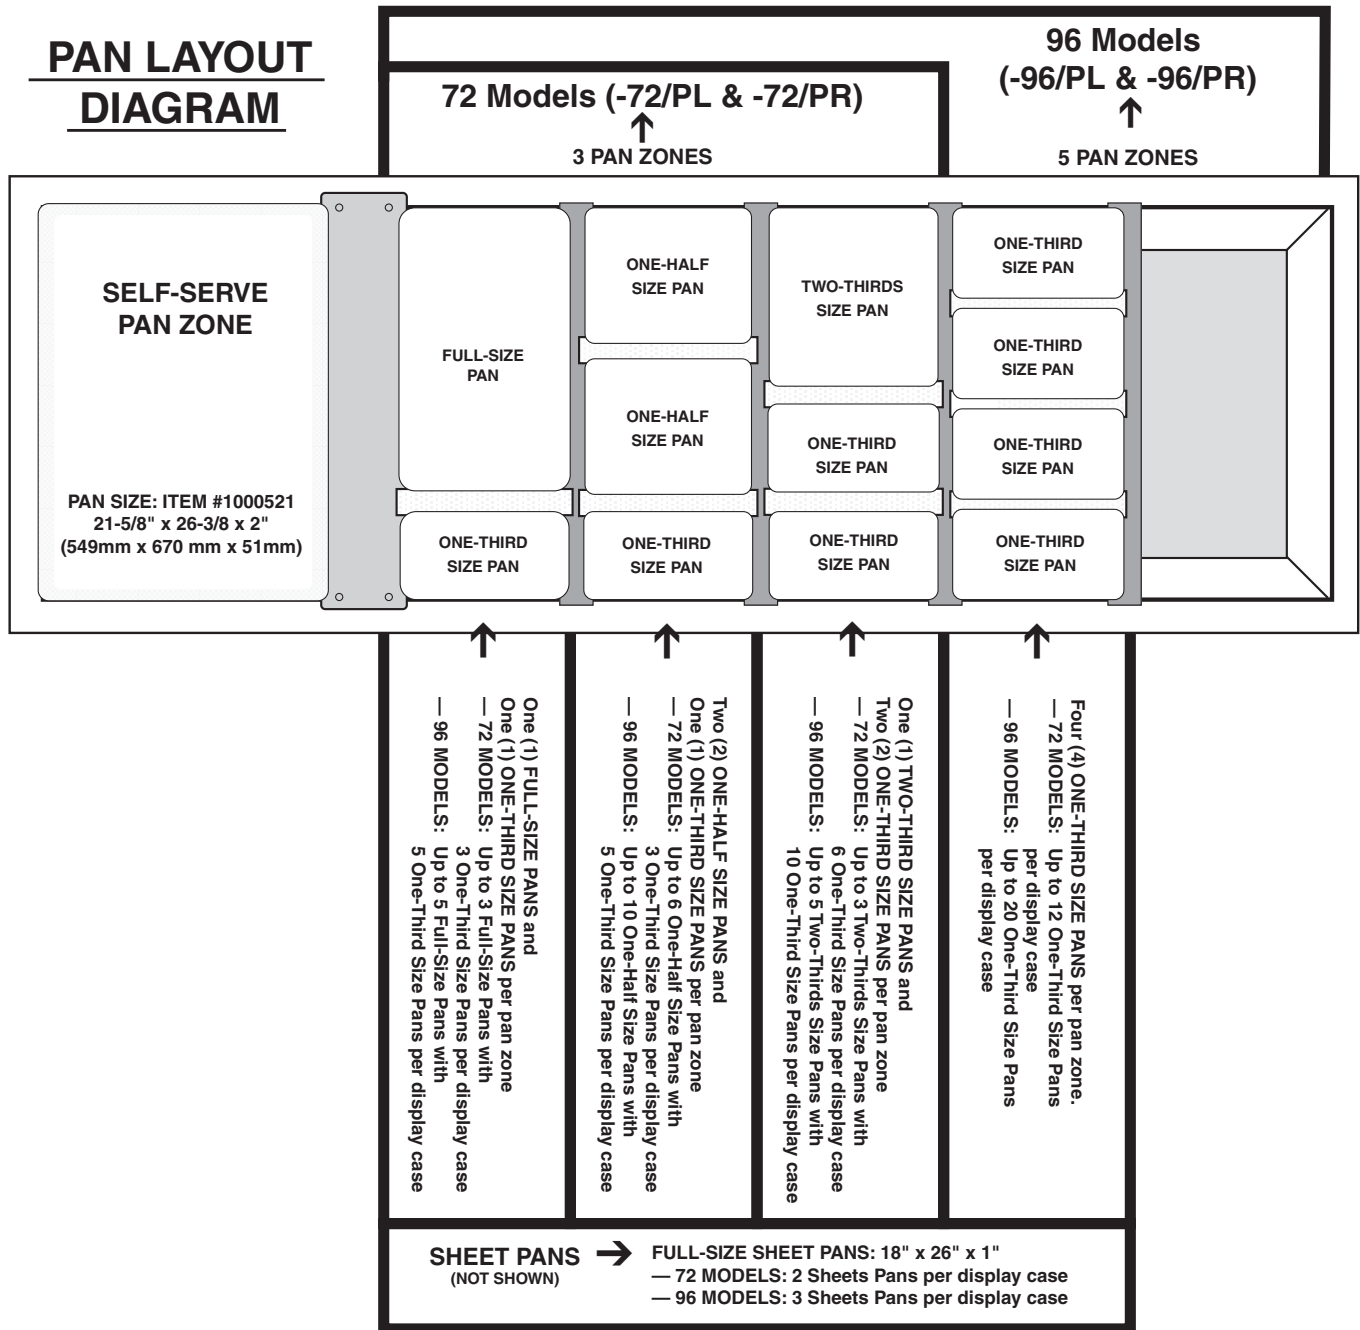 PAN LAYOUT
DIAGRAM
96 Models
(-96/PL & -96/PR)
72 Models (-72/PL & -72/PR)
3 PAN ZONES
5 PAN ZONES
SELF-SERVE
PAN ZONE
PAN SIZE: ITEM #1000521
21-5/8" x 26-3/8 x 2"
(549mm x 670 mm x 51mm)
FULL-SIZE
PAN
ONE-THIRD
SIZE PAN
ONE-HALF
SIZE PAN
ONE-HALF
SIZE PAN
ONE-THIRD
SIZE PAN
TWO-THIRDS
SIZE PAN
ONE-THIRD
SIZE PAN
ONE-THIRD
SIZE PAN
ONE-THIRD
SIZE PAN
ONE-THIRD
SIZE PAN
ONE-THIRD
SIZE PAN
ONE-THIRD
SIZE PAN
One (1) FULL-SIZE PANS and
One (1) ONE-THIRD SIZE PANS per pan zone
— 72 MODELS: Up to 3 Full-Size Pans with
3 One-Third Size Pans per display case
— 96 MODELS: Up to 5 Full-Size Pans with
5 One-Third Size Pans per display case
Two (2) ONE-HALF SIZE PANS and
One (1) ONE-THIRD SIZE PANS per pan zone
— 72 MODELS: Up to 6 One-Half Size Pans with
3 One-Third Size Pans per display case
— 96 MODELS: Up to 10 One-Half Size Pans with
5 One-Third Size Pans per display case
One (1) TWO-THIRD SIZE PANS and
Two (2) ONE-THIRD SIZE PANS per pan zone
— 72 MODELS: Up to 3 Two-Thirds Size Pans with
6 One-Third Size Pans per display case
— 96 MODELS: Up to 5 Two-Thirds Size Pans with
10 One-Third Size Pans per display case
Four (4) ONE-THIRD SIZE PANS per pan zone.
— 72 MODELS: Up to 12 One-Third Size Pans
per display case
— 96 MODELS: Up to 20 One-Third Size Pans
per display case
SHEET PANS
(NOT SHOWN)
FULL-SIZE SHEET PANS: 18" x 26" x 1"
— 72 MODELS: 2 Sheets Pans per display case
— 96 MODELS: 3 Sheets Pans per display case